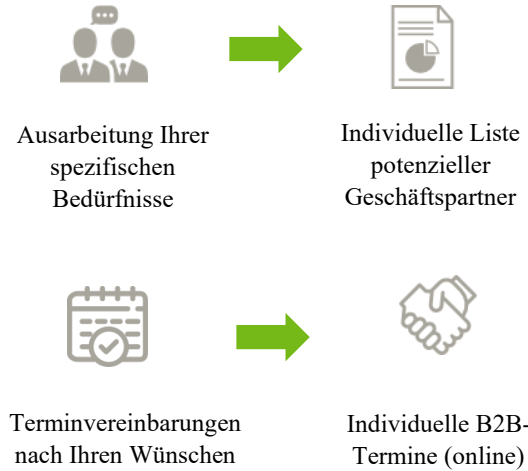 Ausarbeitung Ihrer
spezifischen
Bedürfnisse
Individuelle Liste
potenzieller
Geschäftspartner
Terminvereinbarungen
nach Ihren Wünschen
Individuelle B2B-
Termine (online)